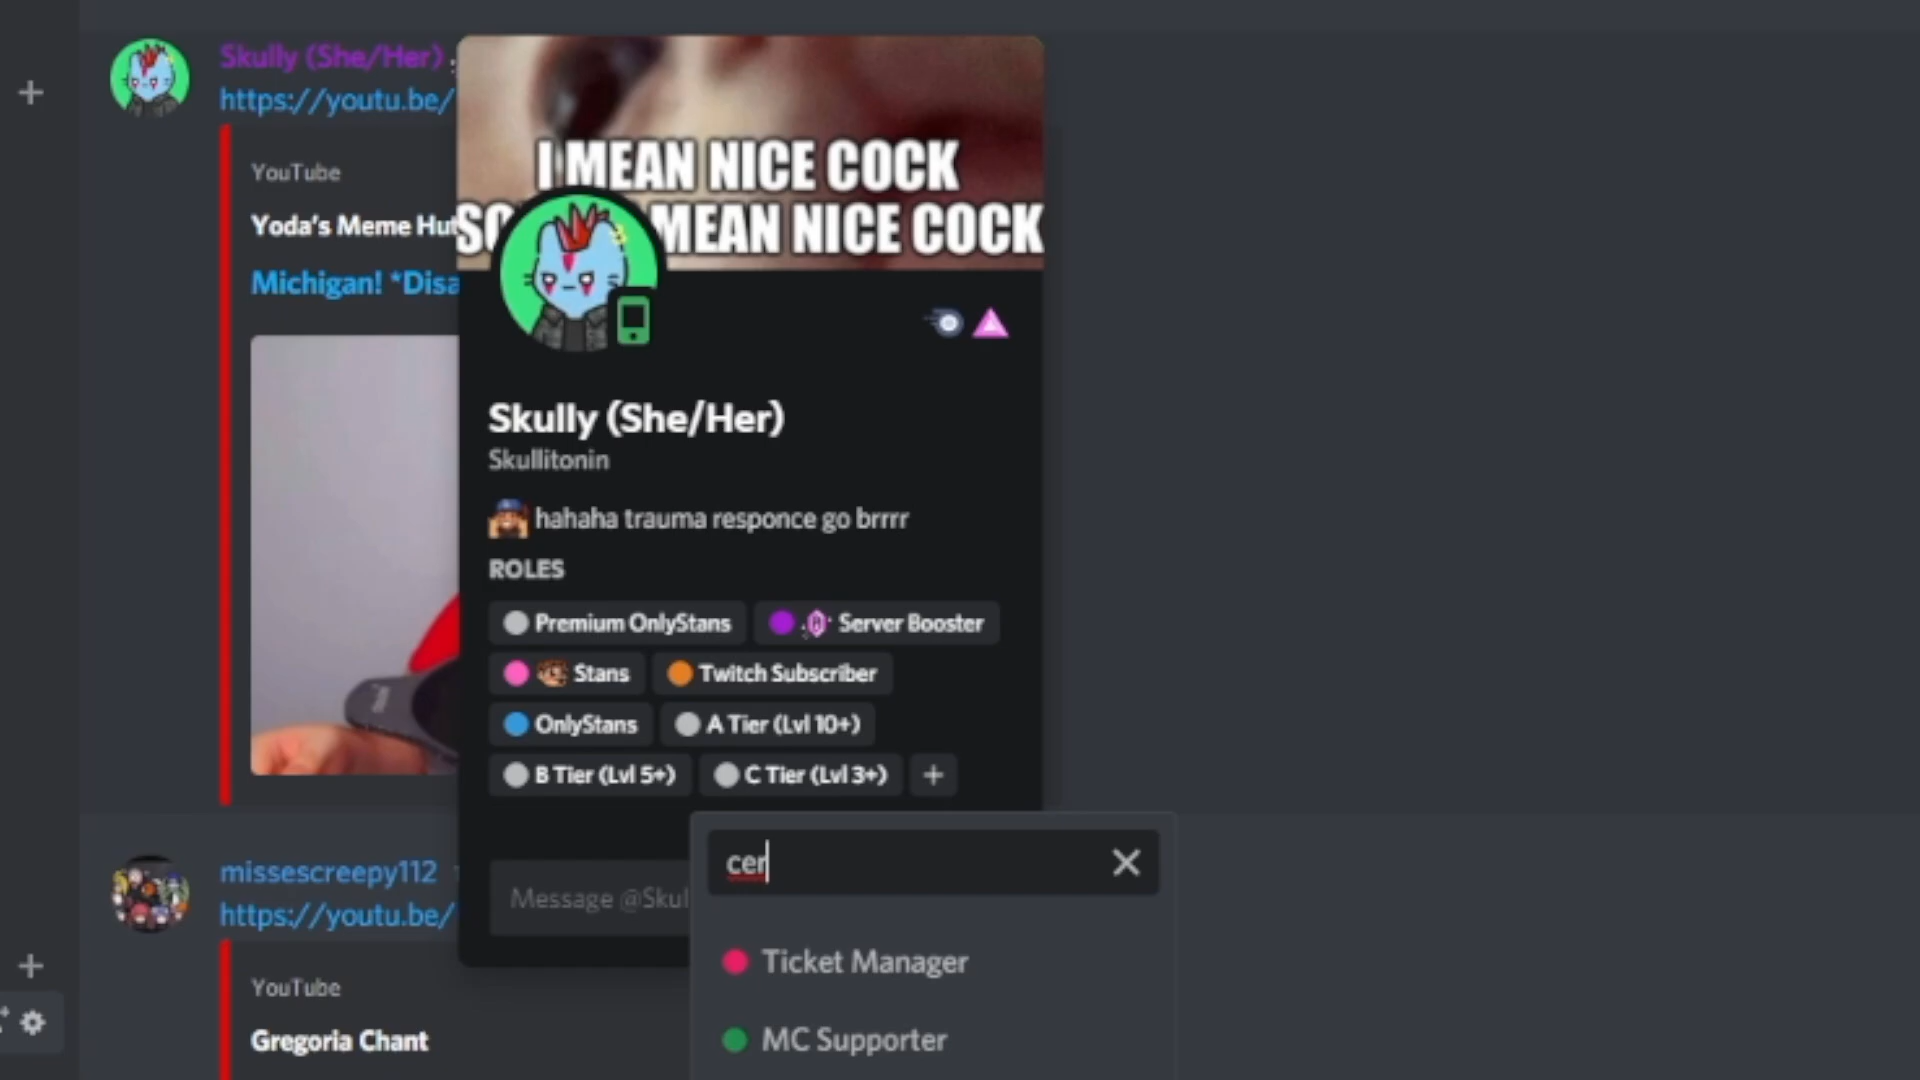 Skully (She/Her)
https://youtu.be/
YouTube
Yoda's Meme Hut
Michigan! *Disa
I MEAN NICE COCK
MEAN NICE COCK
Skully (She/Her)
Skullitonin
hahaha trauma responce go brrrr
ROLES
Premium OnlyStans
Server Booster
Stans
Twitch Subscriber
OnlyStans
A Tier (Lvl 10+)
B Tier (Lvl 5+)
C Tier (Lvl 3+)
cer
Message @Skul
Ticket Manager
MC Supporter
missescreepy112
https://youtu.be/
YouTube
Gregoria Chant